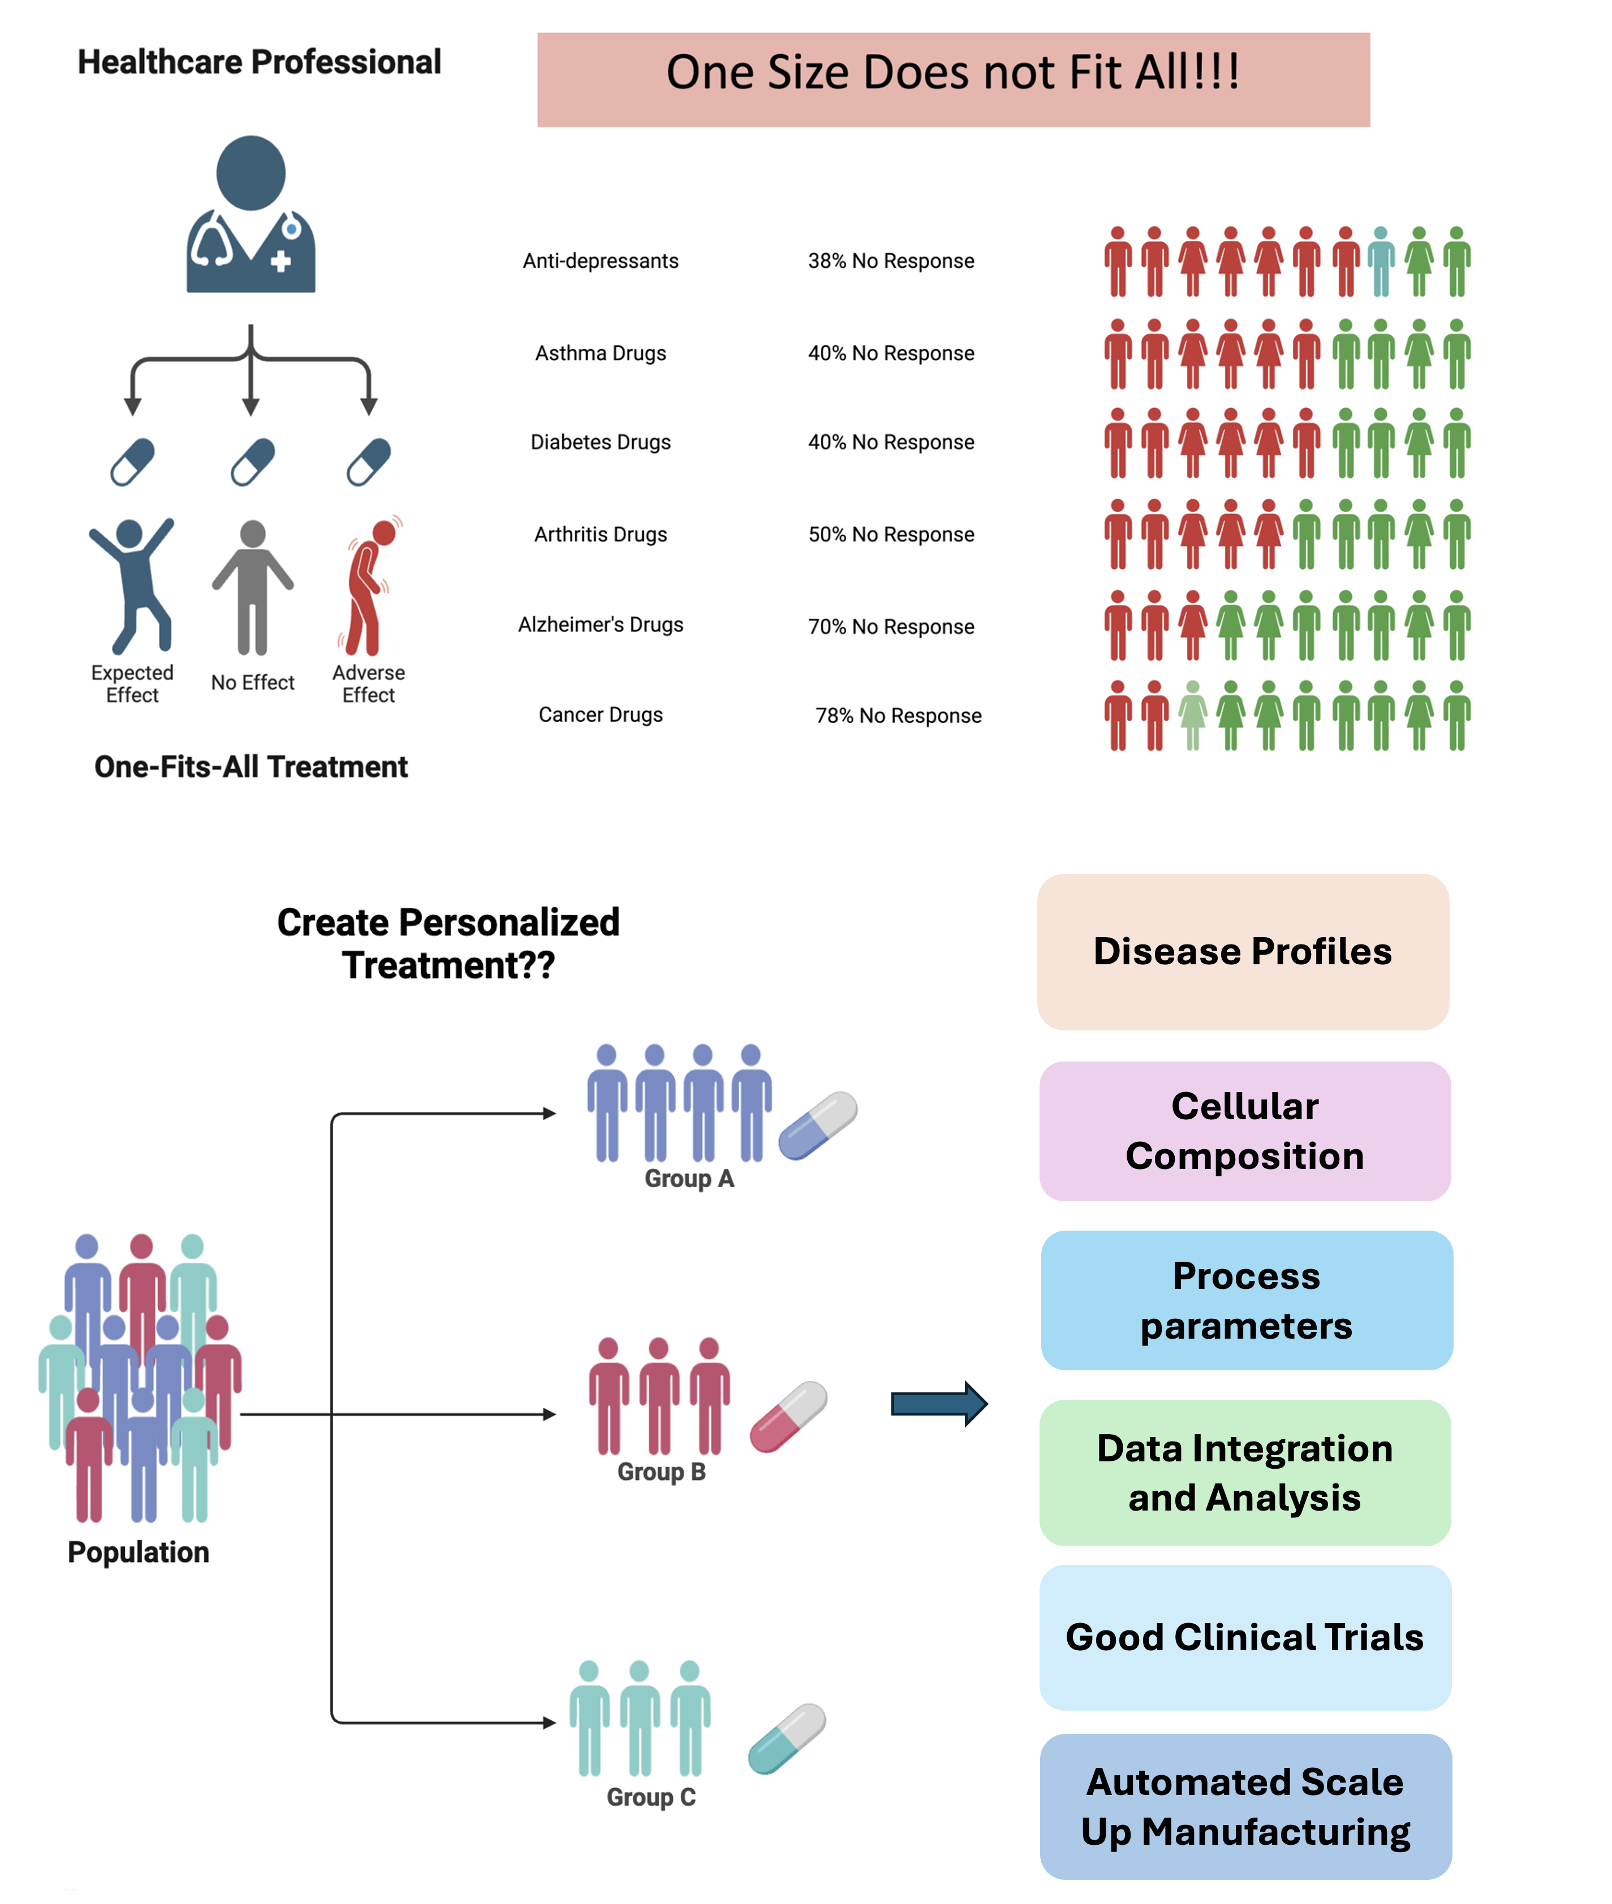 Healthcare Professional
One Size Does not Fit All!!!
Anti-depressants 38% No Response
Asthma Drugs 40% No Response
Diabetes Drugs 40% No Response
Arthritis Drugs 50% No Response
Alzheimer's Drugs 70% No Response
Cancer Drugs 78% No Response
Expected
Effect
No Effect
Adverse
Effect
One-Fits-All Treatment
Create Personalized
Treatment??
Population
Group A
Group B
Group C
Disease Profiles
Cellular
Composition
Process
parameters
Data Integration
and Analysis
Good Clinical Trials
Automated Scale
Up Manufacturing